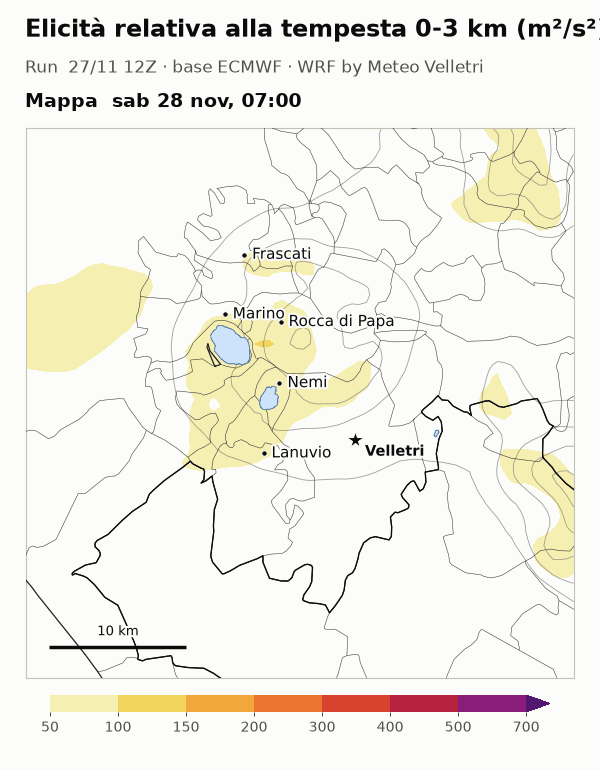 Elicità relativa alla tempesta 0-3 km (m²/s²)
Run 27/11 12Z · base ECMWF · WRF by Meteo Velletri
Mappa sab 28 nov, 07:00
Frascati
Marino
Rocca di Papa
Nemi
Velletri
Lanuvio
10 km
50 100 150 200 300 400 500 700